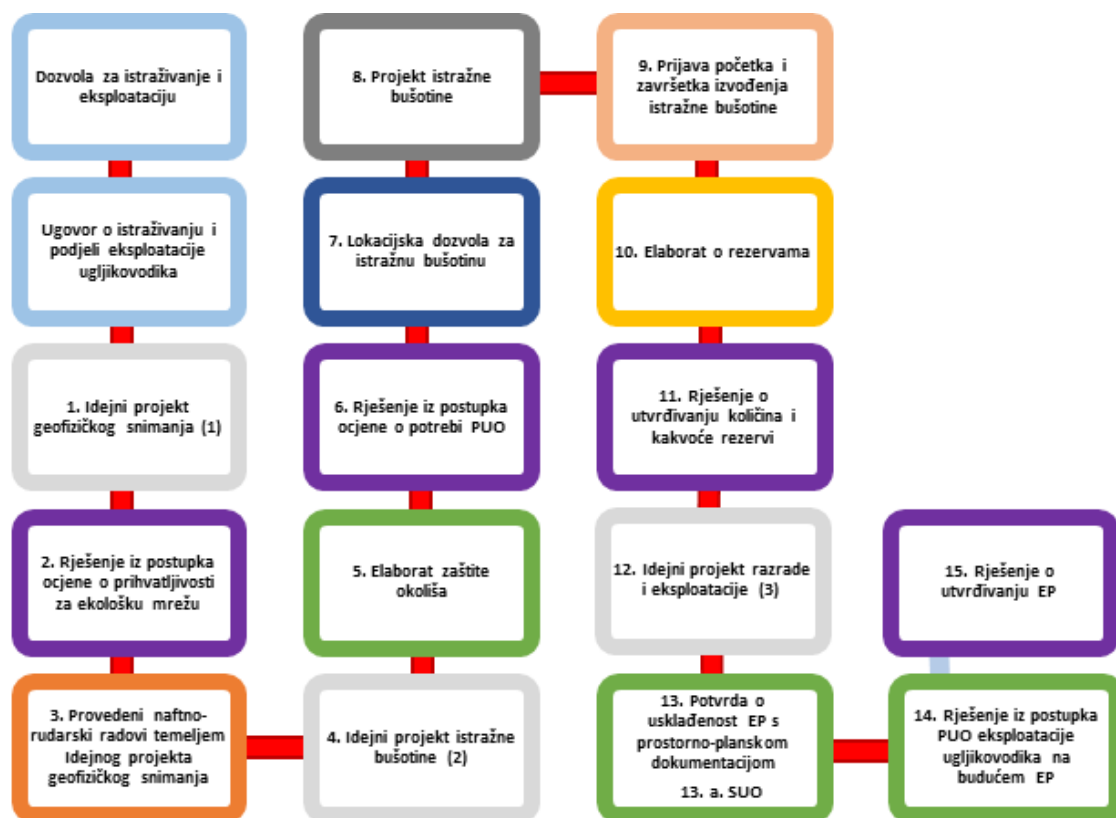 Dozvola za istraživanje i
eksploataciju
Ugovor o istraživanju i
podjeli eksploatacije
ugljikovodika
1. Idejni projekt
geofizičkog snimanja (1)
2. Rješenje iz postupka
ocjene o prihvatljivosti
za ekološku mrežu
3. Provedeni naftno-
rudarski radovi temeljem
Idejnog projekta
geofizičkog snimanja
4. Idejni projekt istražne
bušotine (2)
5. Elaborat zaštite
okoliša
6. Rješenje iz postupka
ocjene o potrebi PUO
7. Lokacijska dozvola za
istražnu bušotinu
8. Projekt istražne
bušotine
9. Prijava početka i
završetka izvođenja
istražne bušotine
10. Elaborat o rezervama
11. Rješenje o
utvrđivanju količina i
kakvoće rezervi
12. Idejni projekt razrade
i eksploatacije (3)
13. Potvrda o
usklađenost EP s
prostorno-planskom
dokumentacijom
13. a. SUO
14. Rješenje iz postupka
PUO eksploatacije
ugljikovodika na
budućem EP
15. Rješenje o
utvrđivanju EP